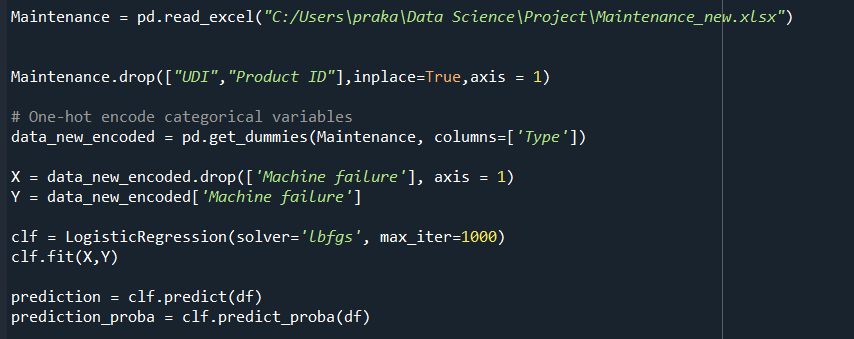 Maintenance = pd.read_excel("C:/Users\praka\Data Science\Project\Maintenance_new.xlsx")
Maintenance.drop(["UDI","Product ID"],inplace=True,axis = 1)
# One-hot encode categorical variables
data_new_encoded = pd.get_dummies(Maintenance, columns=['Type'])
X = data_new_encoded.drop(['Machine failure'], axis = 1)
Y = data_new_encoded['Machine failure']
clf = LogisticRegression(solver='lbfgs', max_iter=1000)
clf.fit(X,Y)
prediction = clf.predict(df)
prediction_proba = clf.predict_proba(df)